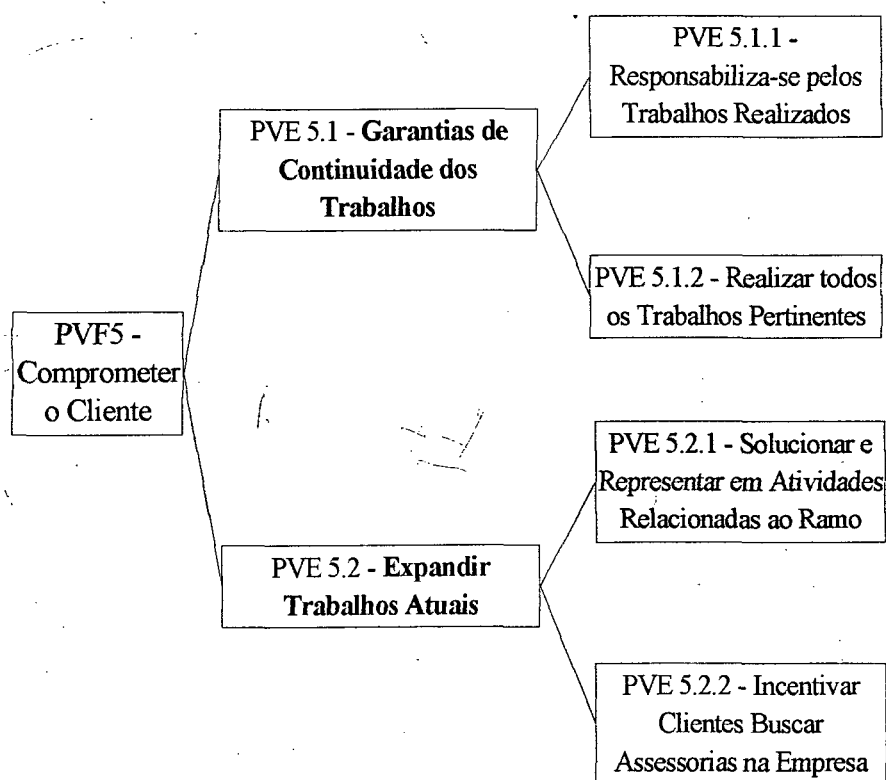 PVE 5.1.1 -
Responsabiliza-se pelos
Trabalhos Realizados
PVE 5.1 - Garantias de
Continuidade dos
Trabalhos
PVE 5.1.2 - Realizar todos
os Trabalhos Pertinentes
PVF5 -
Comprometer
o Cliente
PVE 5.2.1 - Solucionar e
Representar em Atividades
Relacionadas ao Ramo
PVE 5.2 - Expandir
Trabalhos Atuais
PVE 5.2.2 - Incentivar
Clientes Buscar
Assessorias na Empresa